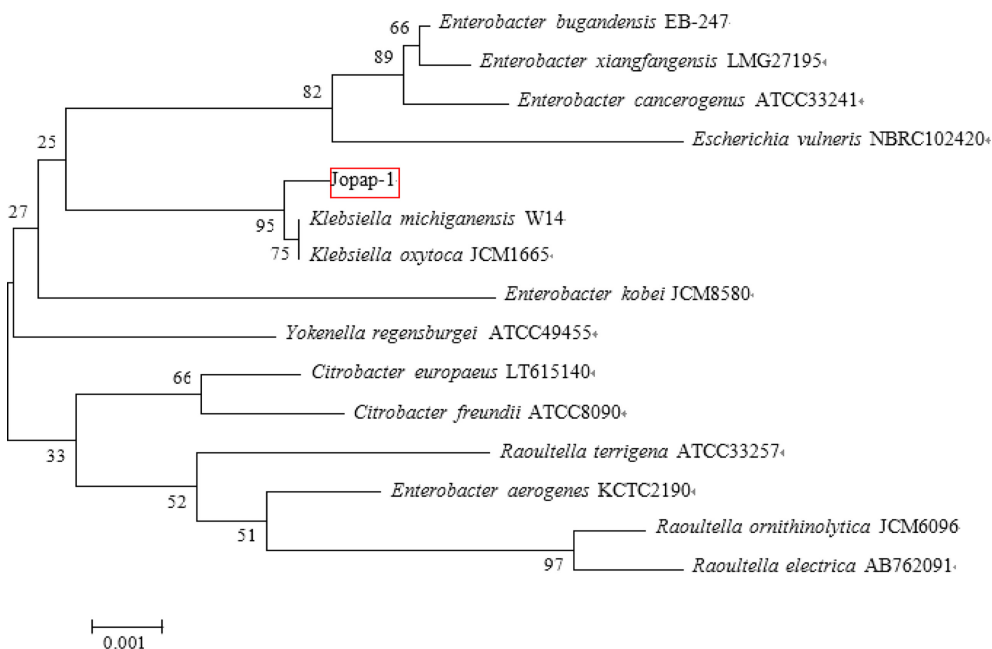 66
Enterobacter bugandensis EB-247
89
Enterobacter xiangfangensis LMG27195
82
Enterobacter cancerogenus ATCC33241
Escherichia vulneris NBRC102420
25
Jopap-1
27
Klebsiella michiganensis W14
95
75
Klebsiella oxytoca JCM1665
Enterobacter kobei JCM8580
Yokenella regensburgei ATCC49455
66
Citrobacter europaeus LT615140
Citrobacter freundii ATCC8090
33
Raoultella terrigena ATCC33257
52
Enterobacter aerogenes KCTC2190
51
Raoultella ornithinolytica JCM6096
97
Raoultella electrica AB762091
0.001